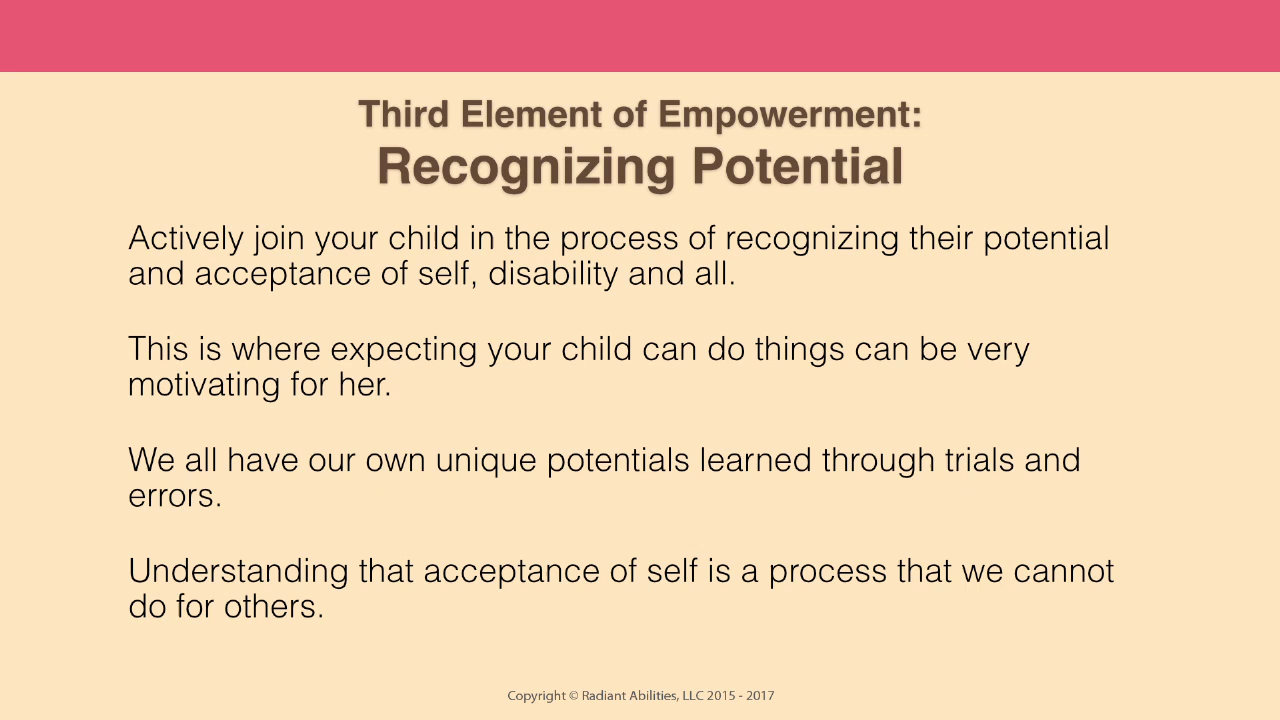 Third Element of Empowerment:
Recognizing Potential
Actively join your child in the process of recognizing their potential
and acceptance of self, disability and all.
This is where expecting your child can do things can be very
motivating for her.
We all have our own unique potentials learned through trials and
errors.
Understanding that acceptance of self is a process that we cannot
do for others.
Copyright © Radiant Abilities, LLC 2015 - 2017